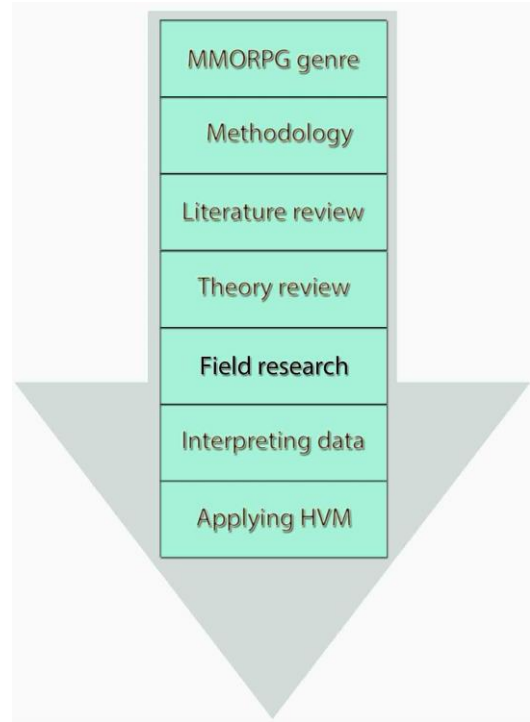 MMORPG genre
Methodology
Literature review
Theory review
Field research
Interpreting data
Applying HVM